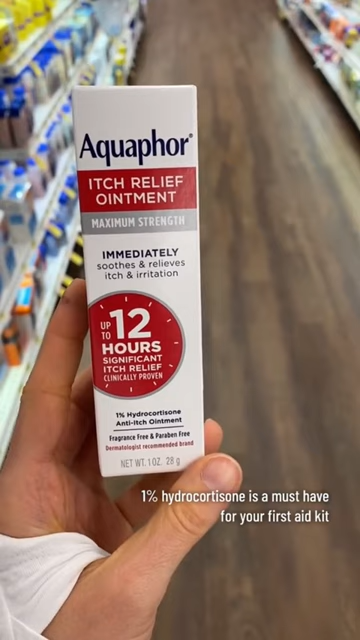 Aquaphor®
ITCH RELIEF
OINTMENT
MAXIMUM STRENGTH
IMMEDIATELY
soothes & relieves
itch & irritation
UP
TO 12
HOURS
SIGNIFICANT
ITCH RELIEF
CLINICALLY PROVEN
1% Hydrocortisone
Anti-Itch Ointment
Fragrance Free & Paraben Free
Dermatologist recommended brand
NET WT. 1 OZ. 28 g
1% hydrocortisone is a must have
for your first aid kit